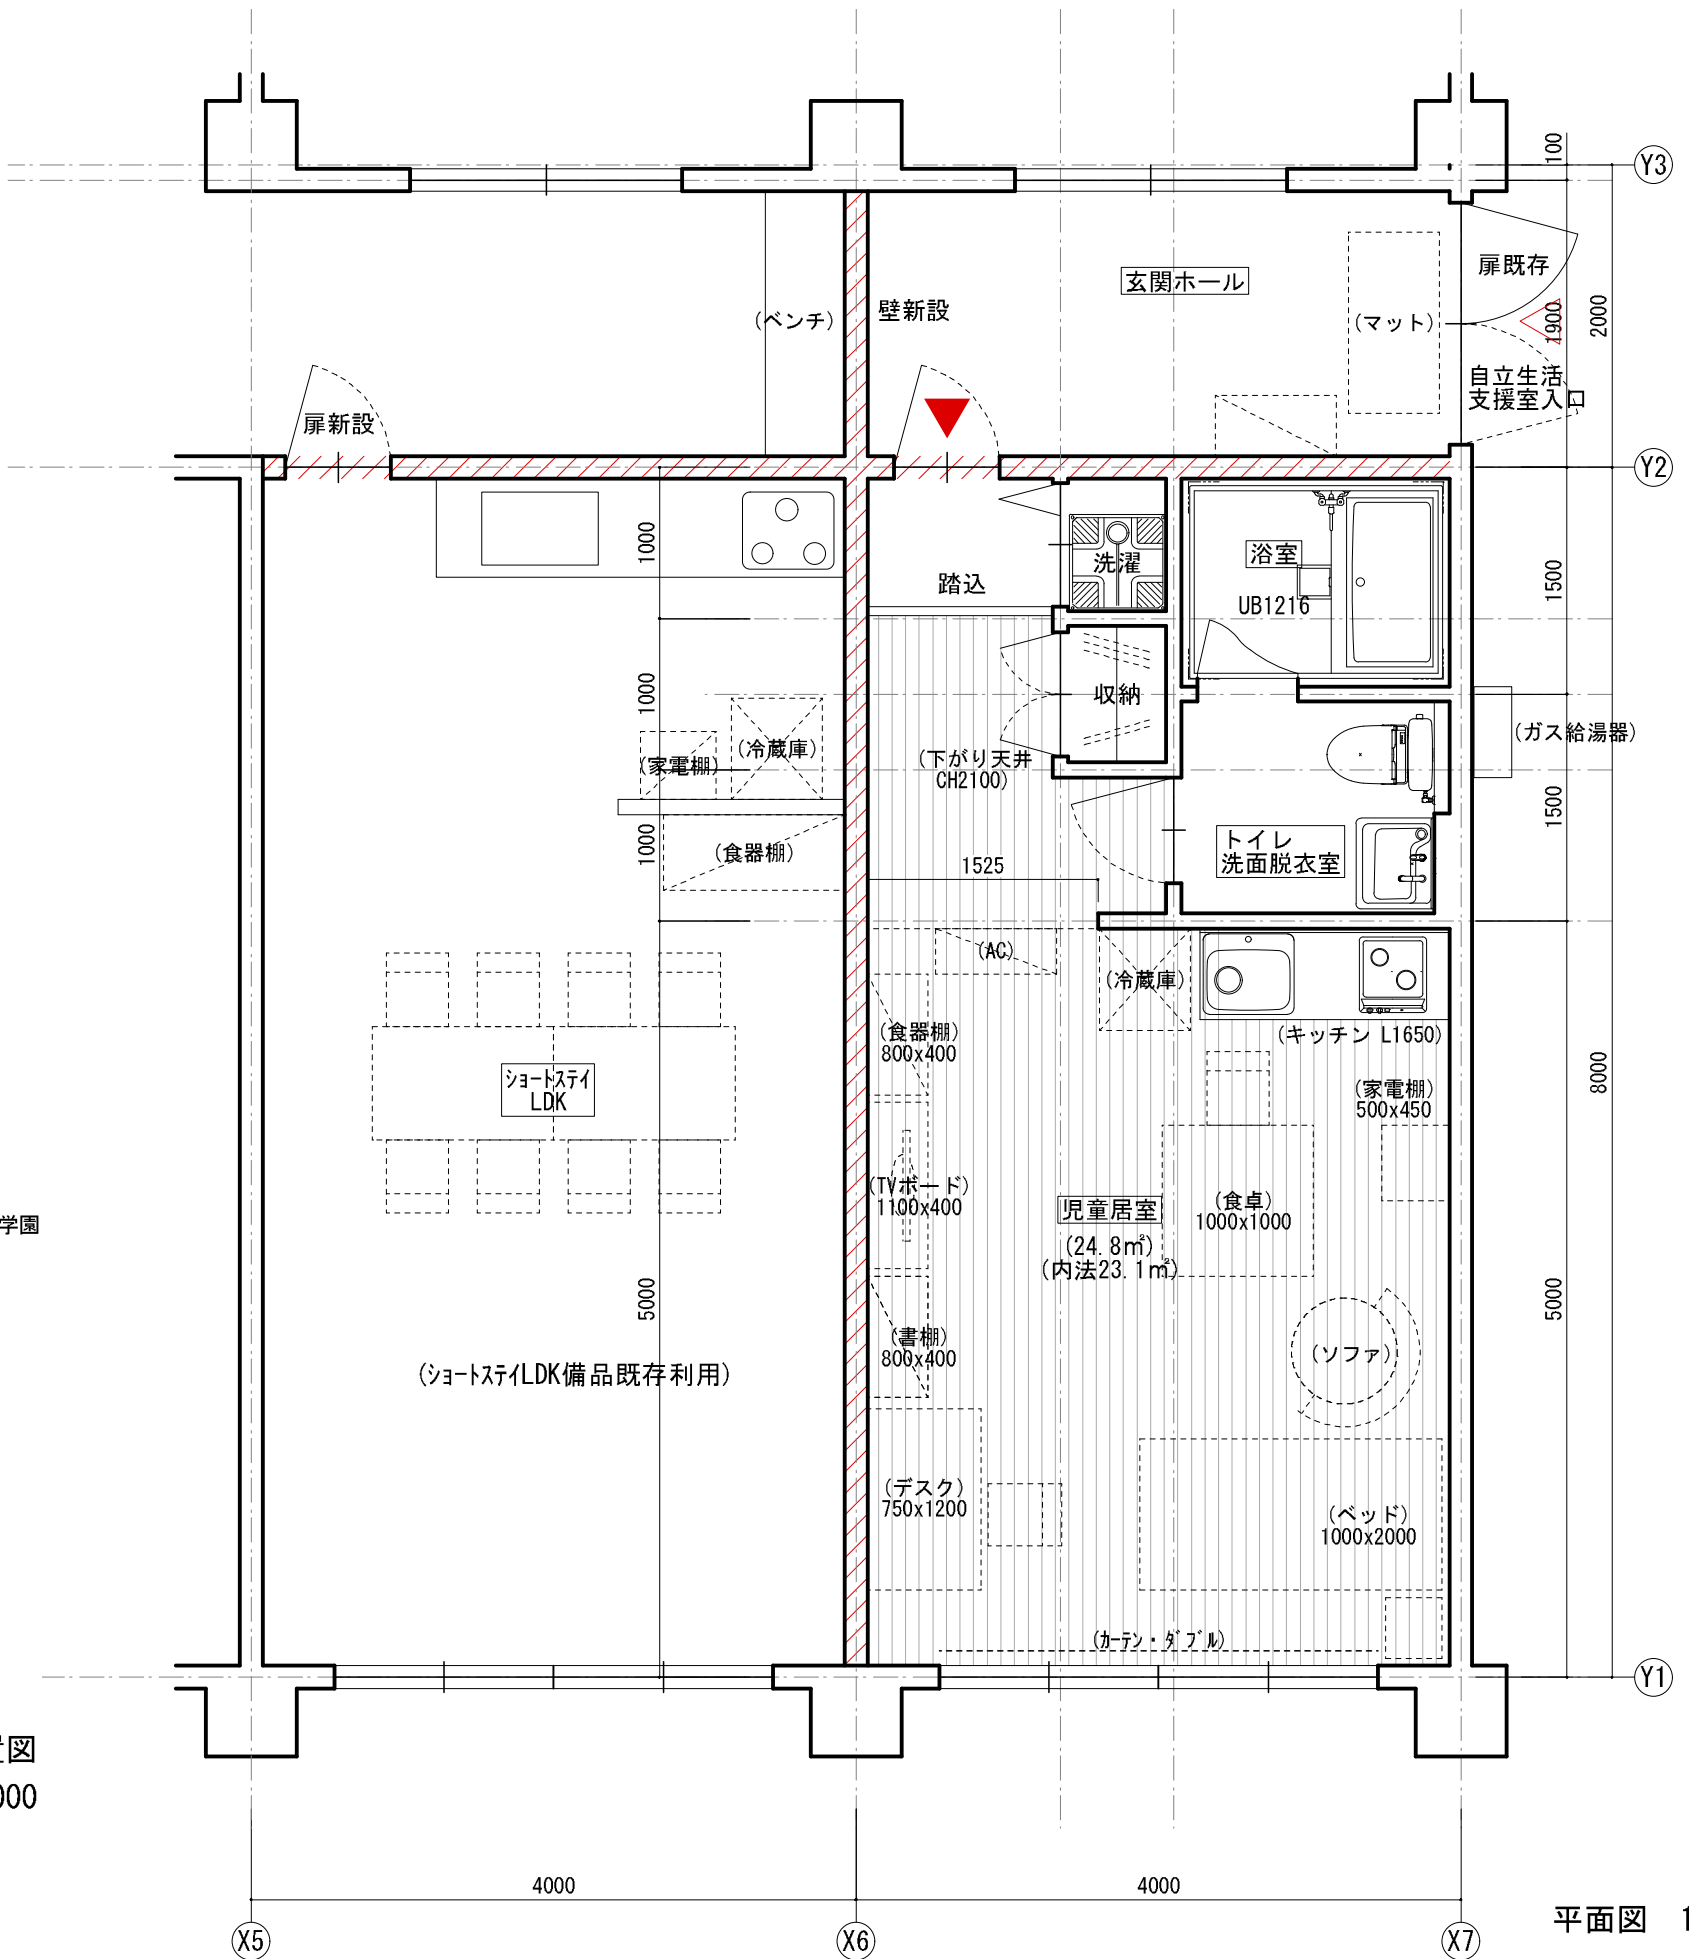 100
Y3
扉既存
玄関ホール
(ベンチ)
壁新設
(マット)
1900
2000
自立生活
支援室入口
扉新設
Y2
1000
踏込
洗濯
浴室
UB1216
1500
1000
収納
(家電棚)
(冷蔵庫)
(下がり天井
CH2100)
(ガス給湯器)
1000
(食器棚)
1525
トイレ
洗面脱衣室
1500
(AC)
(冷蔵庫)
(食器棚)
800x400
(キッチン L1650)
ショートステイ
LDK
(家電棚)
500x450
8000
(TVボード)
1100x400
児童居室
(24.8㎡)
(内法23.1㎡)
(食卓)
1000x1000
学園
5000
5000
(書棚)
800x400
(ソファ)
(ショートステイLDK備品既存利用)
(デスク)
750x1200
(ベッド)
1000x2000
(カーテン・ダブル)
Y1
置図
000
4000
4000
平面図 1
X5
X6
X7